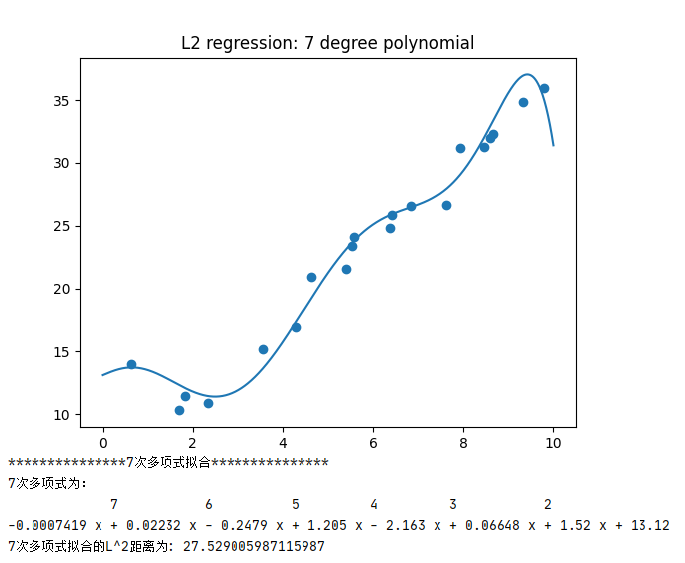 L2 regression: 7 degree polynomial
35
30
25
20
15
10
0 2 4 6 8 10
***************7次多项式拟合***************
7次多项式为:
7 6 5 4 3 2
-0.0007419 x + 0.02232 x - 0.2479 x + 1.205 x - 2.163 x + 0.06648 x + 1.52 x + 13.12
7次多项式拟合的L^2距离为: 27.529005987115987